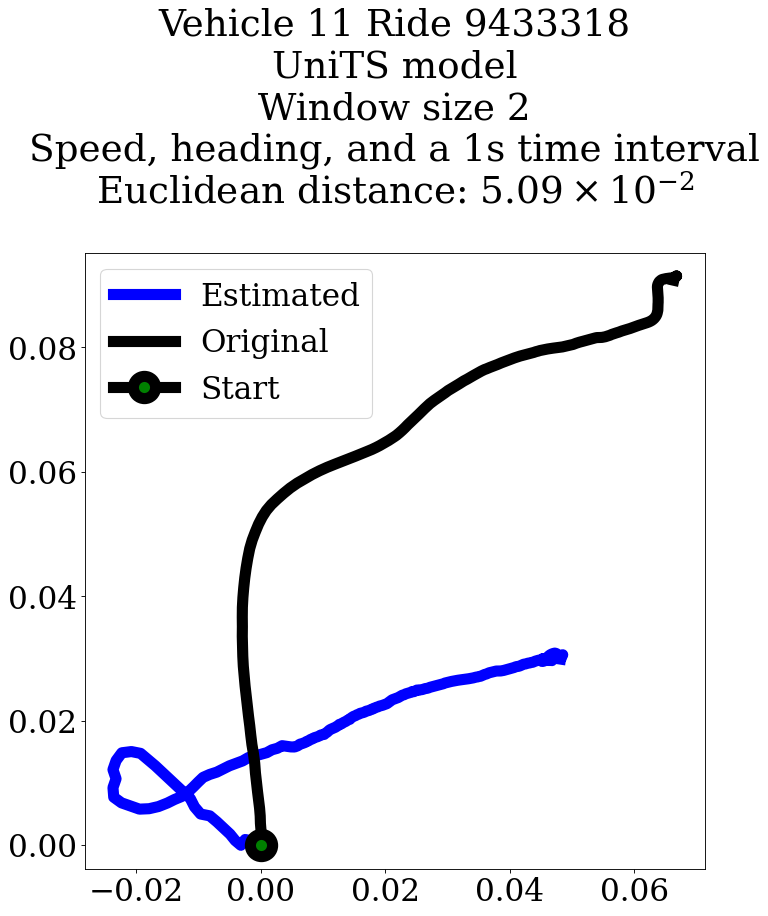 Vehicle 11 Ride 9433318
UniTS model
Window size 2
Speed, heading, and a 1s time interval
Euclidean distance: 5.09 × 10⁻²
Estimated
Original
Start
0.08
0.06
0.04
0.02
0.00
−0.02 0.00 0.02 0.04 0.06